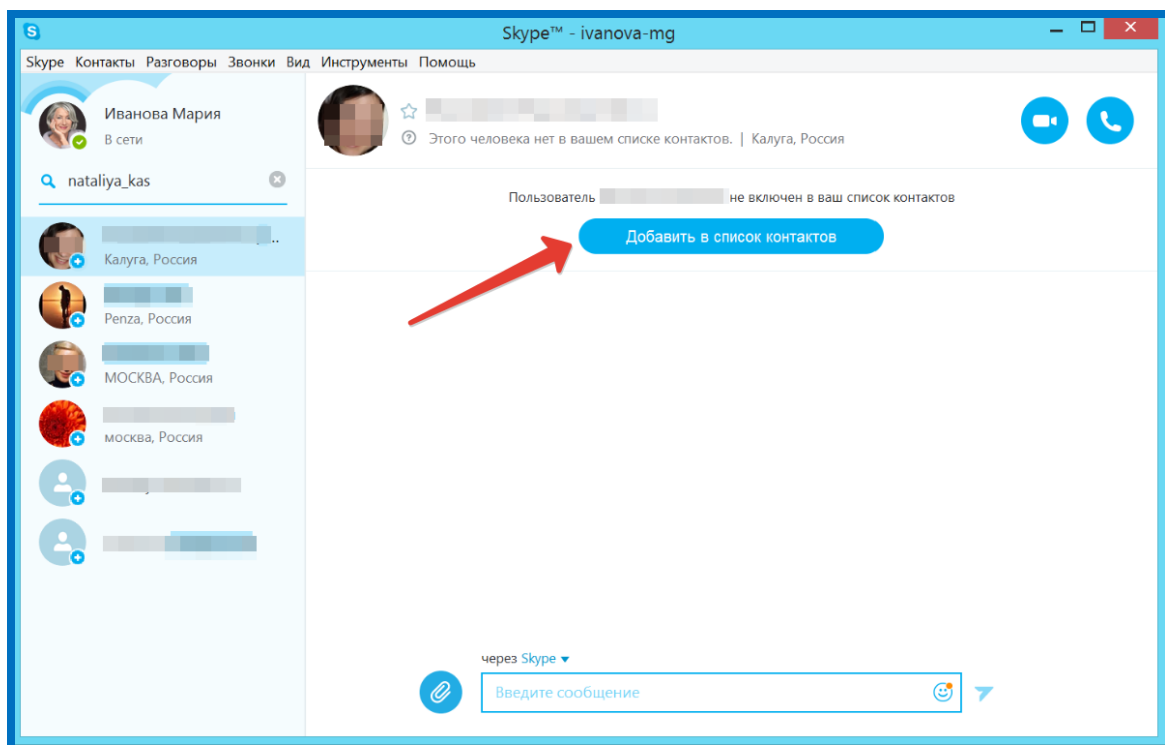 Skype™ - ivanova-mg
Skype Контакты Разговоры Звонки Вид Инструменты Помощь
Иванова Мария
В сети
nataliya_kas
..
Калуга, Россия
Penza, Россия
МОСКВА, Россия
москва, Россия
Этого человека нет в вашем списке контактов. | Калуга, Россия
Пользователь не включен в ваш список контактов
Добавить в список контактов
через Skype
Введите сообщение